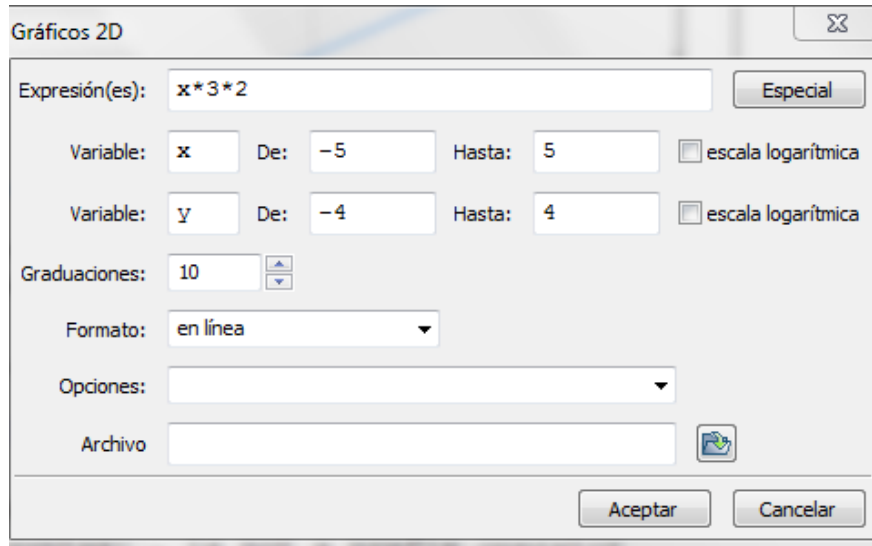 Gráficos 2D
Expresión(es): x*3*2 Especial
Variable: x De: -5 Hasta: 5 escala logarítmica
Variable: y De: -4 Hasta: 4 escala logarítmica
Graduaciones: 10
Formato: en línea
Opciones:
Archivo
Aceptar Cancelar